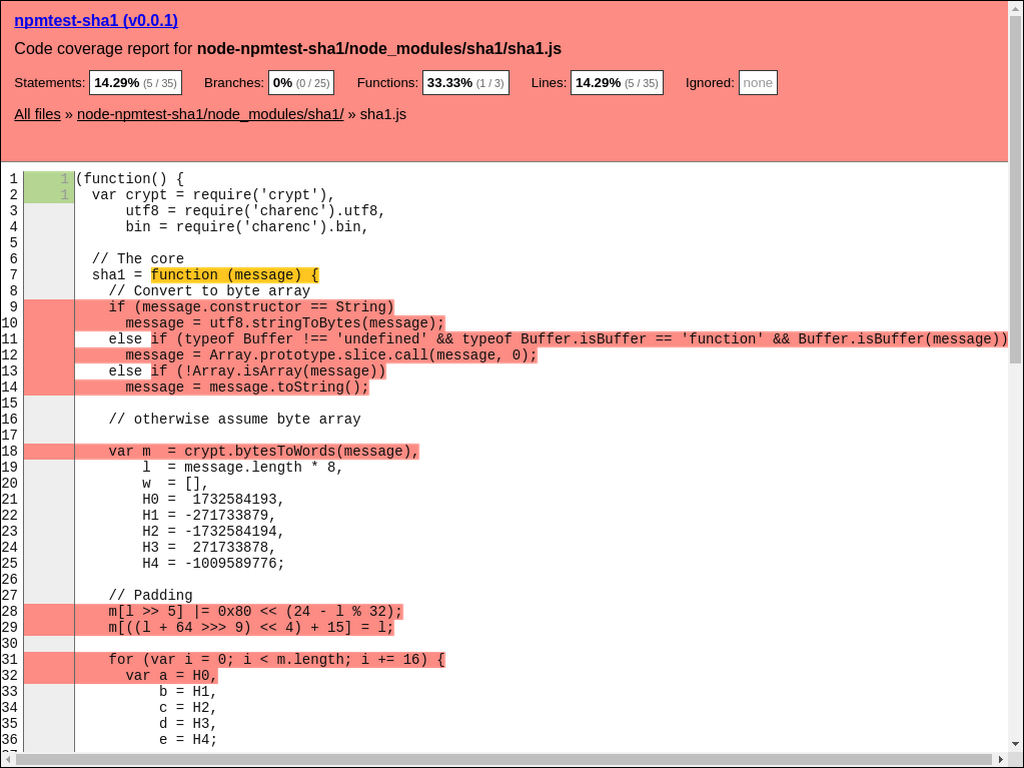 npmtest-sha1 (v0.0.1)
Code coverage report for node-npmtest-sha1/node_modules/sha1/sha1.js
Statements: 14.29% (5 / 35) Branches: 0% (0 / 25) Functions: 33.33% (1 / 3) Lines: 14.29% (5 / 35) Ignored: none
All files » node-npmtest-sha1/node_modules/sha1/ » sha1.js
1 1 (function() {
2 1 var crypt = require('crypt'),
3 utf8 = require('charenc').utf8,
4 bin = require('charenc').bin,
5
6 // The core
7 sha1 = function (message) {
8 // Convert to byte array
9 if (message.constructor == String)
10 message = utf8.stringToBytes(message);
11 else if (typeof Buffer !== 'undefined' && typeof Buffer.isBuffer == 'function' && Buffer.isBuffer(message))
12 message = Array.prototype.slice.call(message, 0);
13 else if (!Array.isArray(message))
14 message = message.toString();
15
16 // otherwise assume byte array
17
18 var m  = crypt.bytesToWords(message),
19 l  = message.length * 8,
20 w  = [],
21 H0 =  1732584193,
22 H1 = -271733879,
23 H2 = -1732584194,
24 H3 =  271733878,
25 H4 = -1009589776;
26
27 // Padding
28 m[l >> 5] |= 0x80 << (24 - l % 32);
29 m[((l + 64 >>> 9) << 4) + 15] = l;
30
31 for (var i = 0; i < m.length; i += 16) {
32 var a = H0,
33 b = H1,
34 c = H2,
35 d = H3,
36 e = H4;